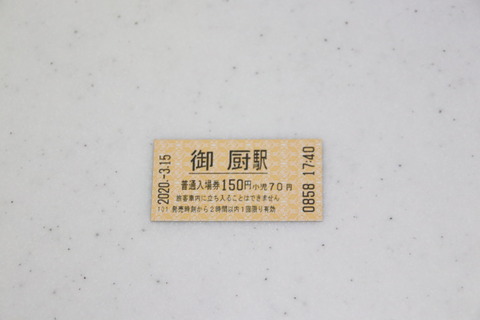 2020.-3.15
御厨駅
普通入場券150円小児70円
旅客車内に立ち入ることはできません
発売時刻から2時間以内1回限り有効
0858 17:40